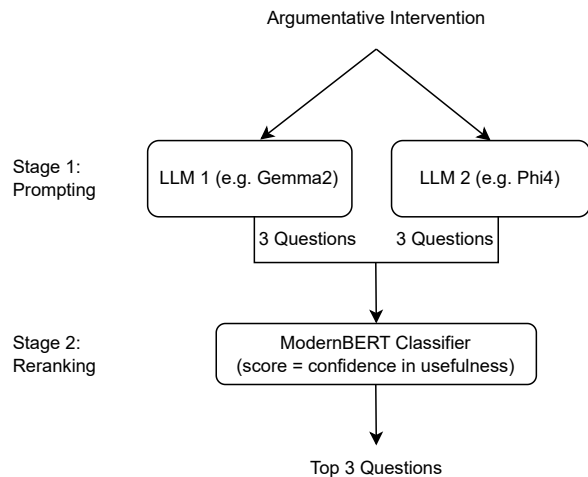 Argumentative Intervention
Stage 1:
Prompting
LLM 1 (e.g. Gemma2)
LLM 2 (e.g. Phi4)
3 Questions
3 Questions
Stage 2:
Reranking
ModernBERT Classifier
(score = confidence in usefulness)
Top 3 Questions